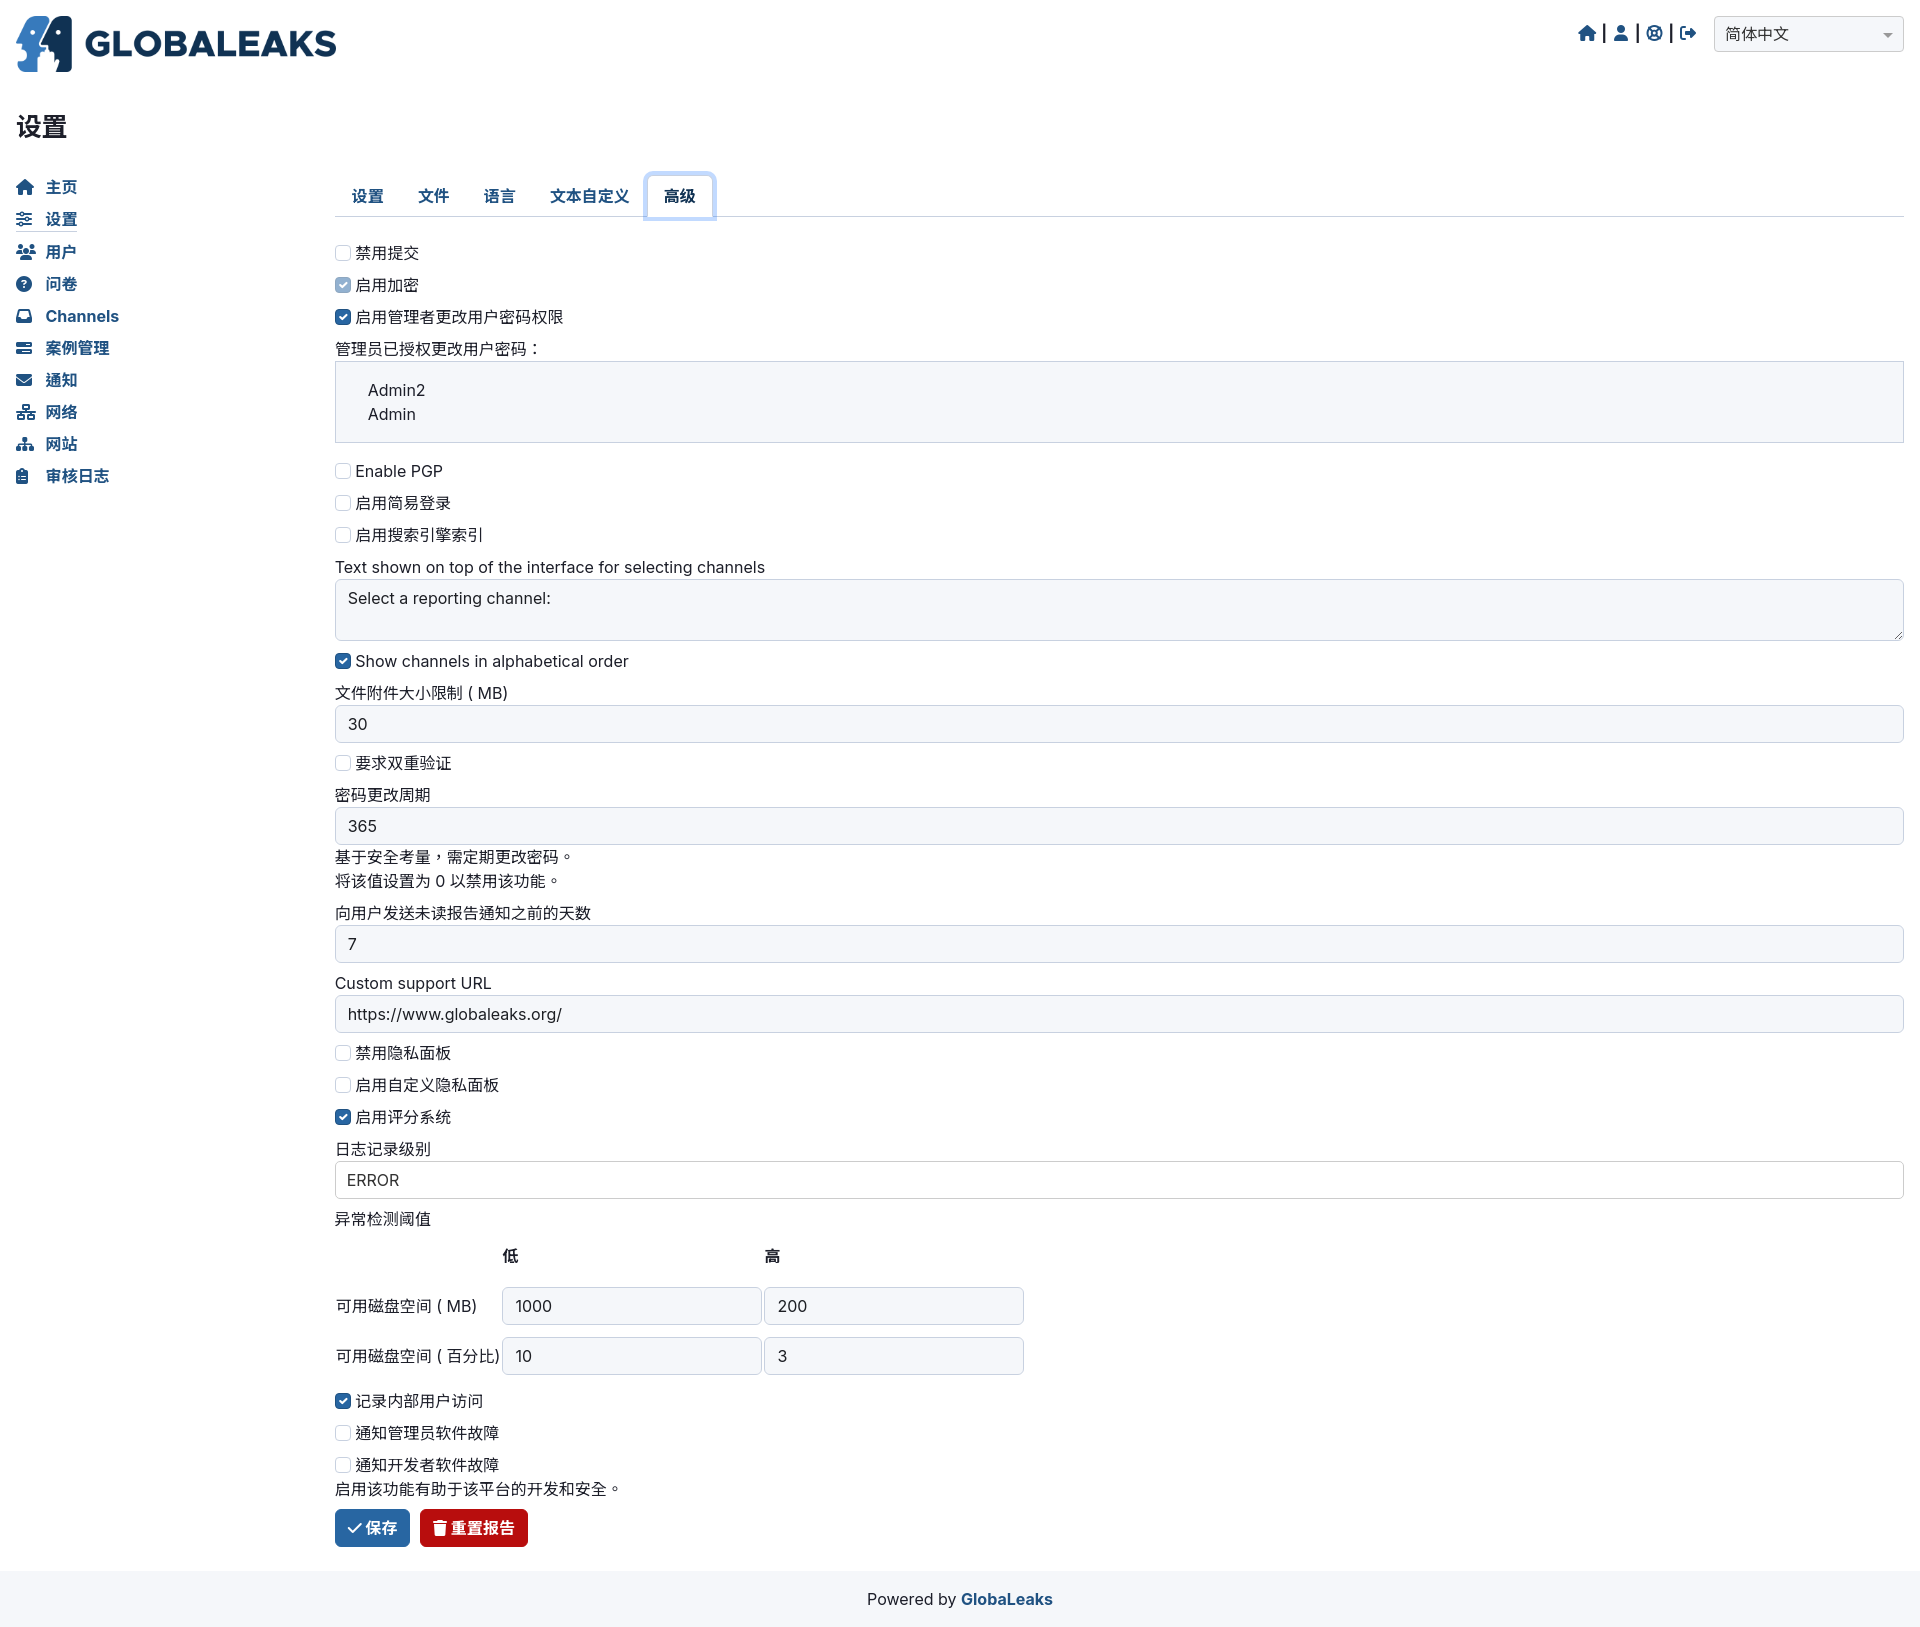 GLOBALEAKS
简体中文
设置
主页
设置
用户
问卷
Channels
案例管理
通知
网络
网站
审核日志
设置 文件 语言 文本自定义 高级
禁用提交
启用加密
启用管理者更改用户密码权限
管理员已授权更改用户密码：
Admin2
Admin
Enable PGP
启用简易登录
启用搜索引擎索引
Text shown on top of the interface for selecting channels
Select a reporting channel:
Show channels in alphabetical order
文件附件大小限制 ( MB)
30
要求双重验证
密码更改周期
365
基于安全考量，需定期更改密码。
将该值设置为 0 以禁用该功能。
向用户发送未读报告通知之前的天数
7
Custom support URL
https://www.globaleaks.org/
禁用隐私面板
启用自定义隐私面板
启用评分系统
日志记录级别
ERROR
异常检测阈值
低 高
可用磁盘空间 ( MB) 1000 200
可用磁盘空间 ( 百分比) 10 3
记录内部用户访问
通知管理员软件故障
通知开发者软件故障
启用该功能有助于该平台的开发和安全。
保存 重置报告
Powered by GlobaLeaks